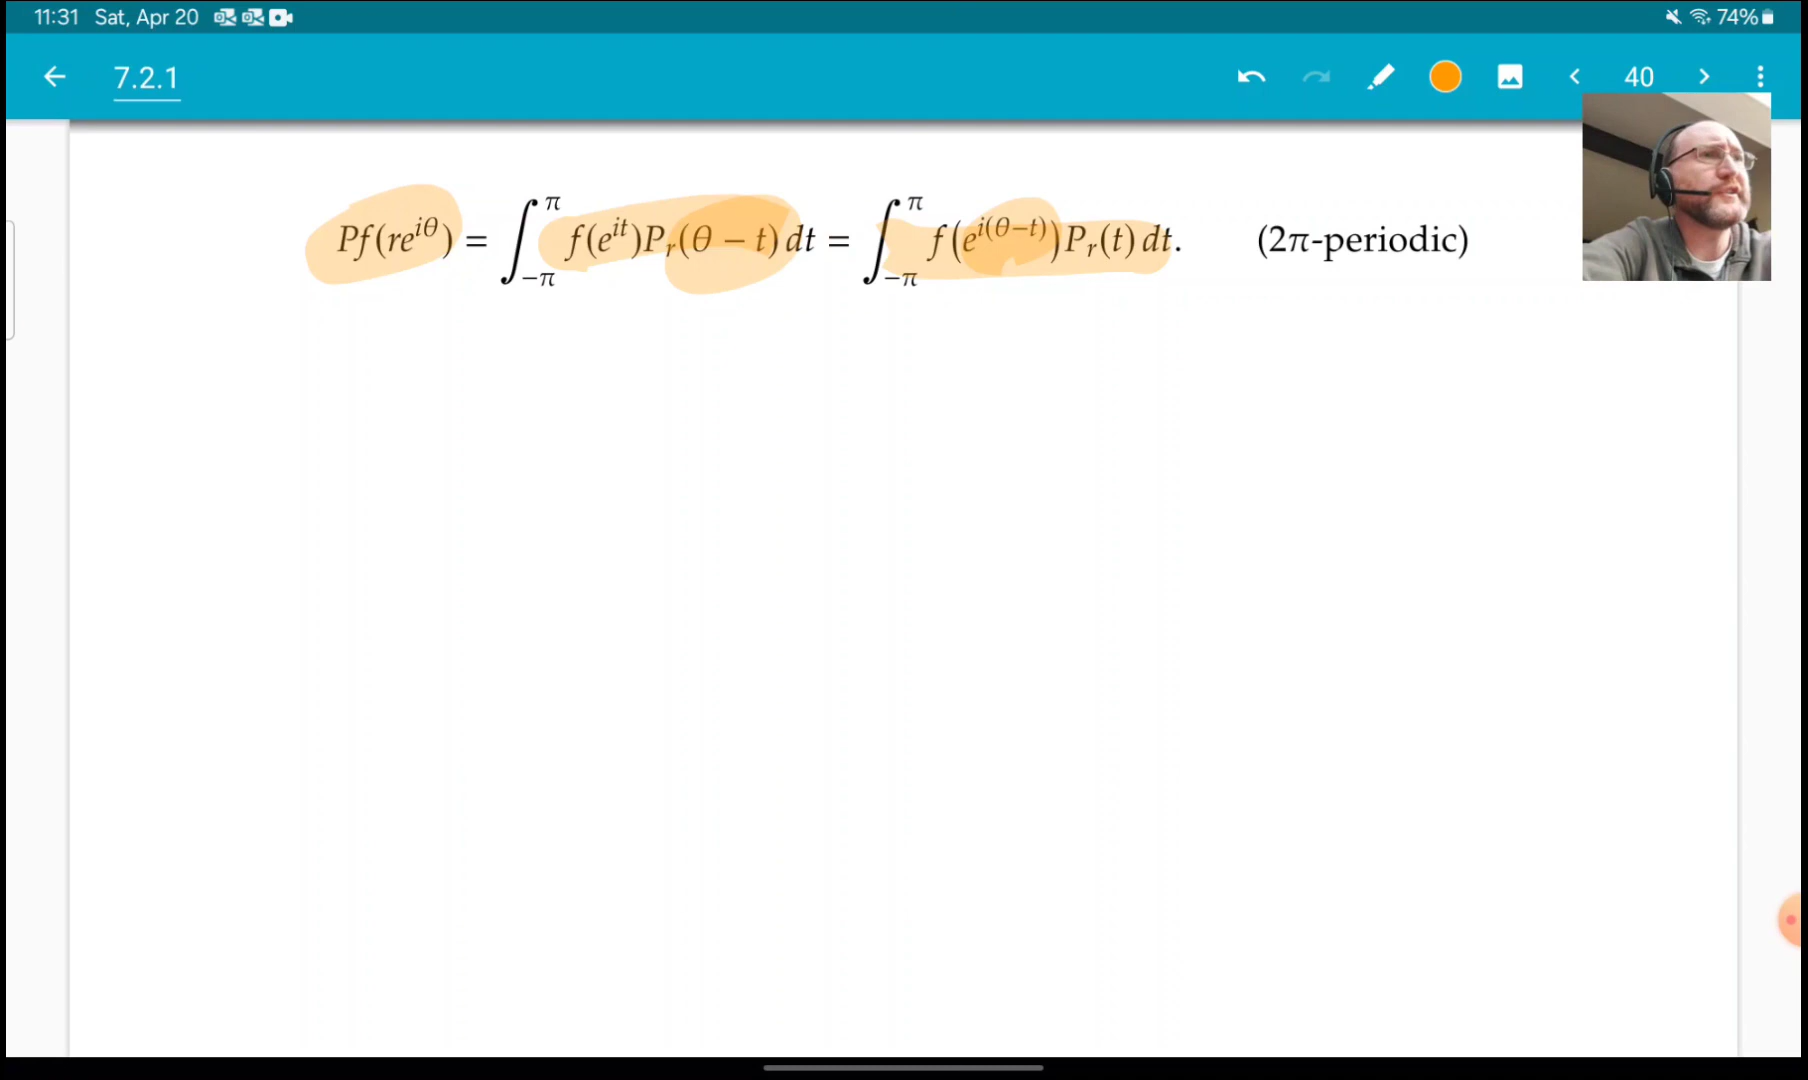 11:31 Sat, Apr 20 74%
7.2.1 40
Pf(re^{iθ}) = ∫_{−π}^{π} f(e^{it})P_r(θ − t) dt = ∫_{−π}^{π} f(e^{i(θ−t)})P_r(t) dt. (2π-periodic)